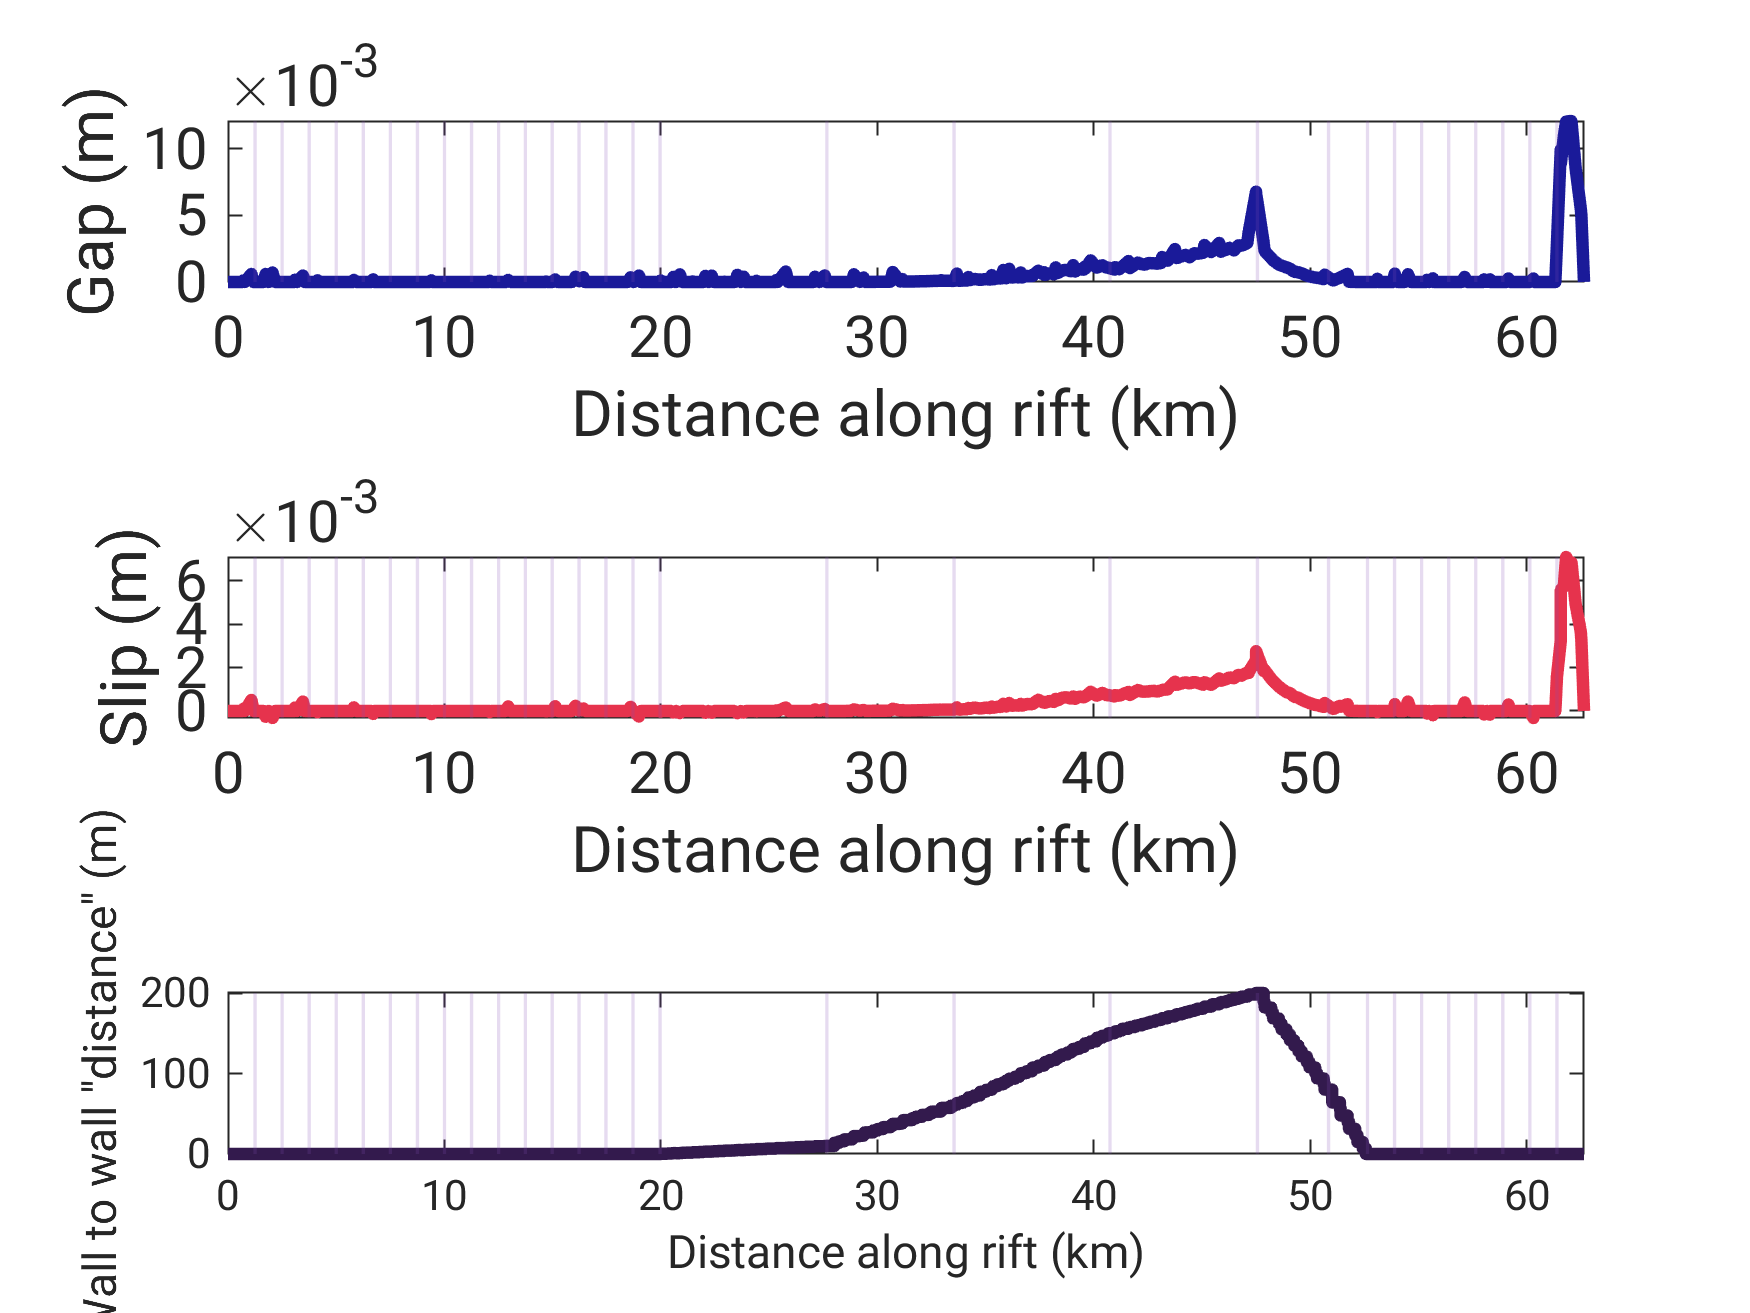 ×10-3
Gap (m)
10
5
0
0 10 20 30 40 50 60
Distance along rift (km)
×10-3
Slip (m)
6
4
2
0
0 10 20 30 40 50 60
Distance along rift (km)
to wall "distance" (m)
200
100
0
0 10 20 30 40 50 60
Distance along rift (km)